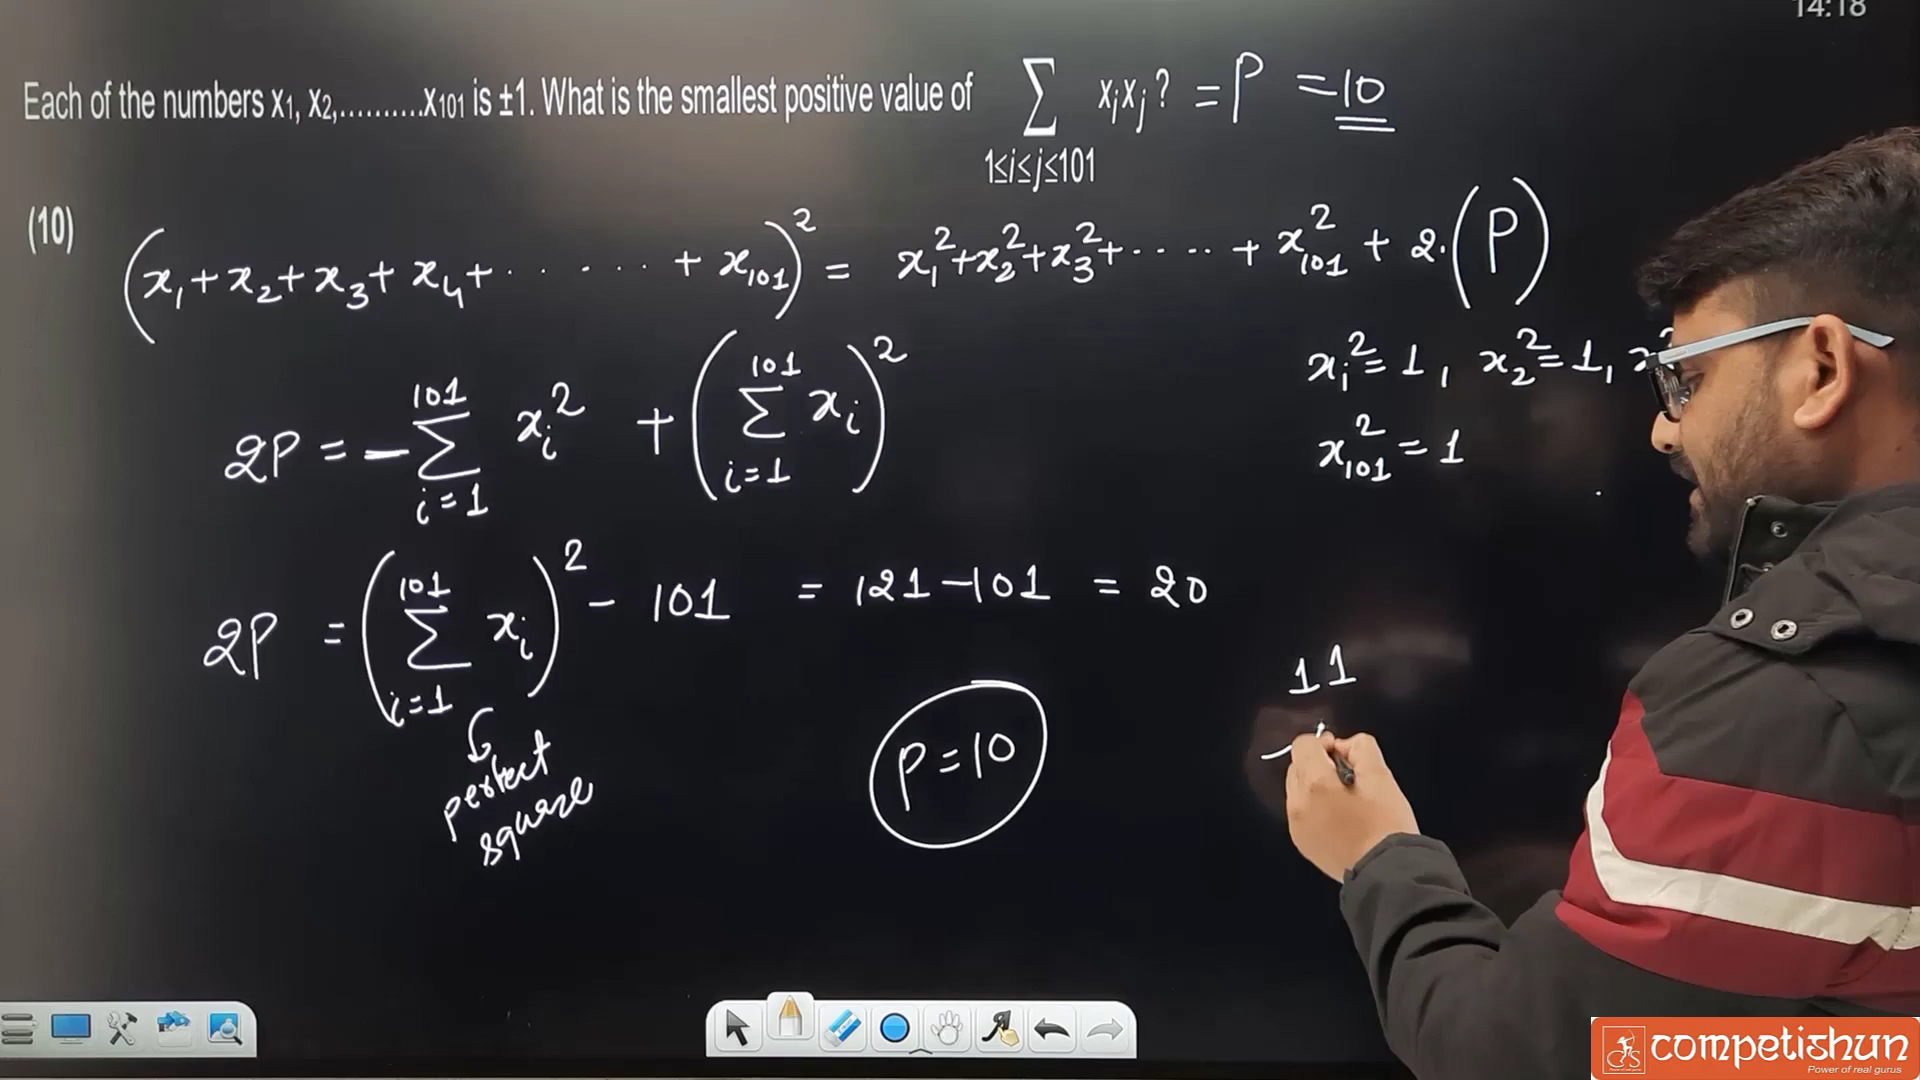 14:18
Each of the numbers x₁, x₂,..........x₁₀₁ is ±1. What is the smallest positive value of ∑ xᵢxⱼ? = P = 10
1≤i≤j≤101
(10)
(x₁+x₂+x₃+x₄+······+x₁₀₁)² = x₁²+x₂²+x₃²+·····+x₁₀₁²+2·(P)
x₁²=1, x₂²=1,
2P = -∑ᵢ₌₁¹⁰¹ xᵢ² + (∑ᵢ₌₁¹⁰¹ xᵢ)²
x₁₀₁²=1
2P = (∑ᵢ₌₁¹⁰¹ xᵢ)² - 101 = 121-101 = 20
perfect
square
P=10
11
competishun
Power of real gurus